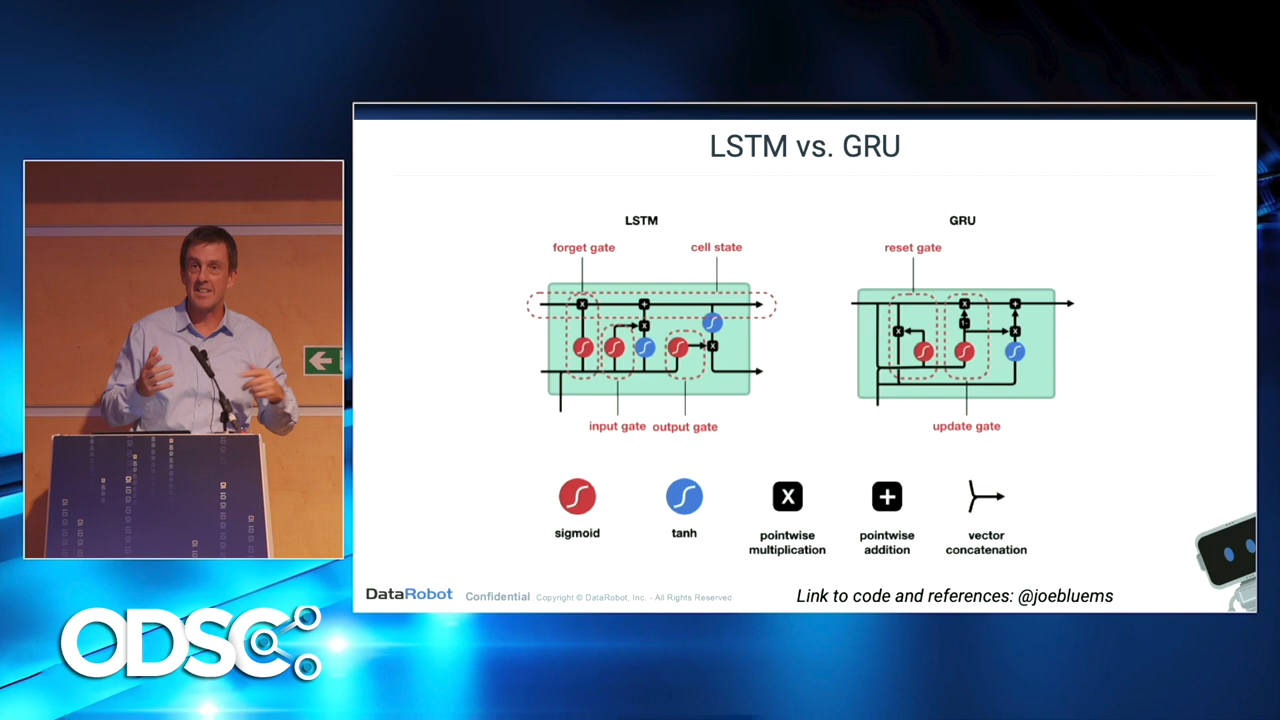 LSTM vs. GRU
LSTM
GRU
forget gate
cell state
reset gate
input gate
output gate
update gate
sigmoid
tanh
X
pointwise
multiplication
+
pointwise
addition
vector
concatenation
DataRobot
Confidential
Copyright © DataRobot, Inc. - All Rights Reserved
Link to code and references: @joebluems
ODSC